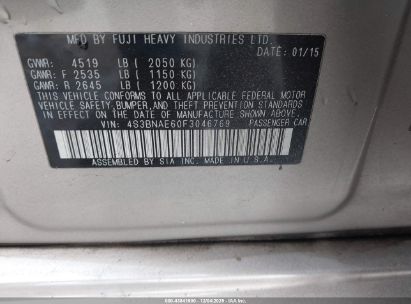 MFD BY FUJI HEAVY INDUSTRIES LTD.
DATE: 01/15
GVWR: 4519 LB ( 2050 KG)
GAWR: F 2535 LB ( 1150 KG)
GAWR: R 2645 LB ( 1200 KG)
THIS VEHICLE CONFORMS TO ALL APPLICABLE FEDERAL MOTOR
VEHICLE SAFETY, BUMPER, AND THEFT PREVENTION STANDARDS
IN EFFECT ON THE DATE OF MANUFACTURE SHOWN ABOVE.
VIN: 4S3BNAE60F3046769 PASSENGER CAR
ASSEMBLED BY SIA INC. MADE IN U.S.A.